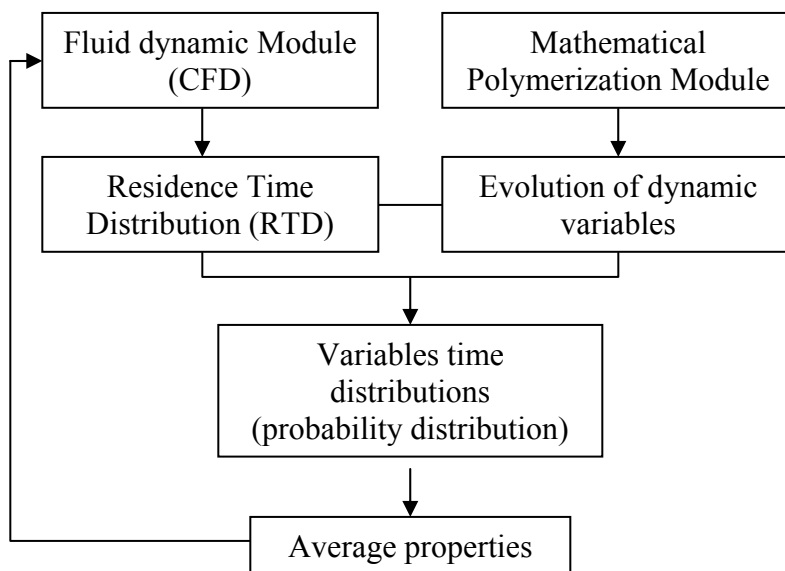 Fluid dynamic Module
(CFD)
Mathematical
Polymerization Module
Residence Time
Distribution (RTD)
Evolution of dynamic
variables
Variables time
distributions
(probability distribution)
Average properties